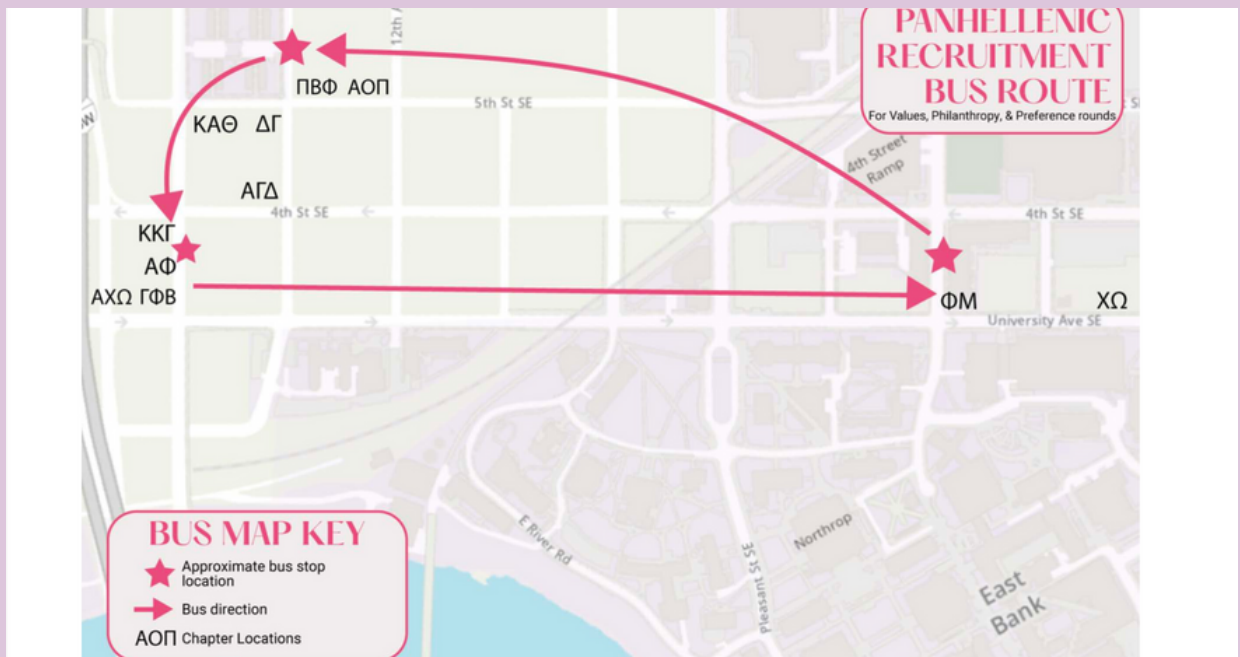 PANHELLENIC
RECRUITMENT
BUS ROUTE
For Values, Philanthropy, & Preference rounds
12th A
ΠΒΦ ΑΟΠ
5th St SE
ΚΑΘ ΔΓ
4th Street
Ramp
ΑΓΔ
4th St SE
4th St SE
ΚΚΓ
ΑΦ
ΑΧΩ ΓΦΒ
ΦΜ
ΧΩ
University Ave SE
E River Rd
Pleasant St SE
Northrop
East
Bank
BUS MAP KEY
Approximate bus stop
location
Bus direction
ΑΟΠ Chapter Locations